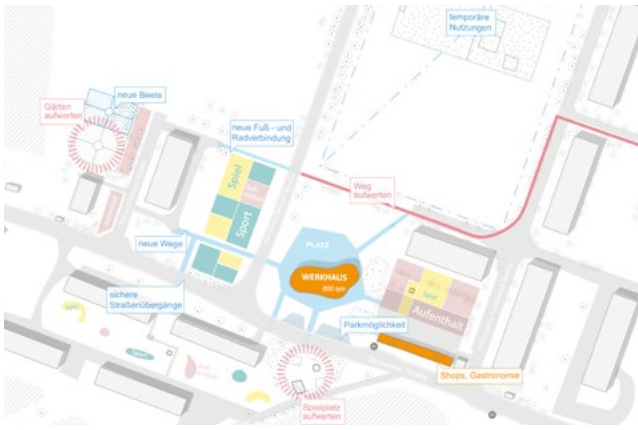 temporäre
Nutzungen
neue Beete
Gärten
aufwerten
neue Fuß - und
Radverbindung
Spiel
Sport
Weg
aufwerten
neue Wege
PLATZ
WERKHAUS
800 qm
sichere
Straßenübergänge
Spiel
Aufenthalt
Parkmöglichkeit
Sport
Shops, Gastronomie
Spielplatz
aufwerten